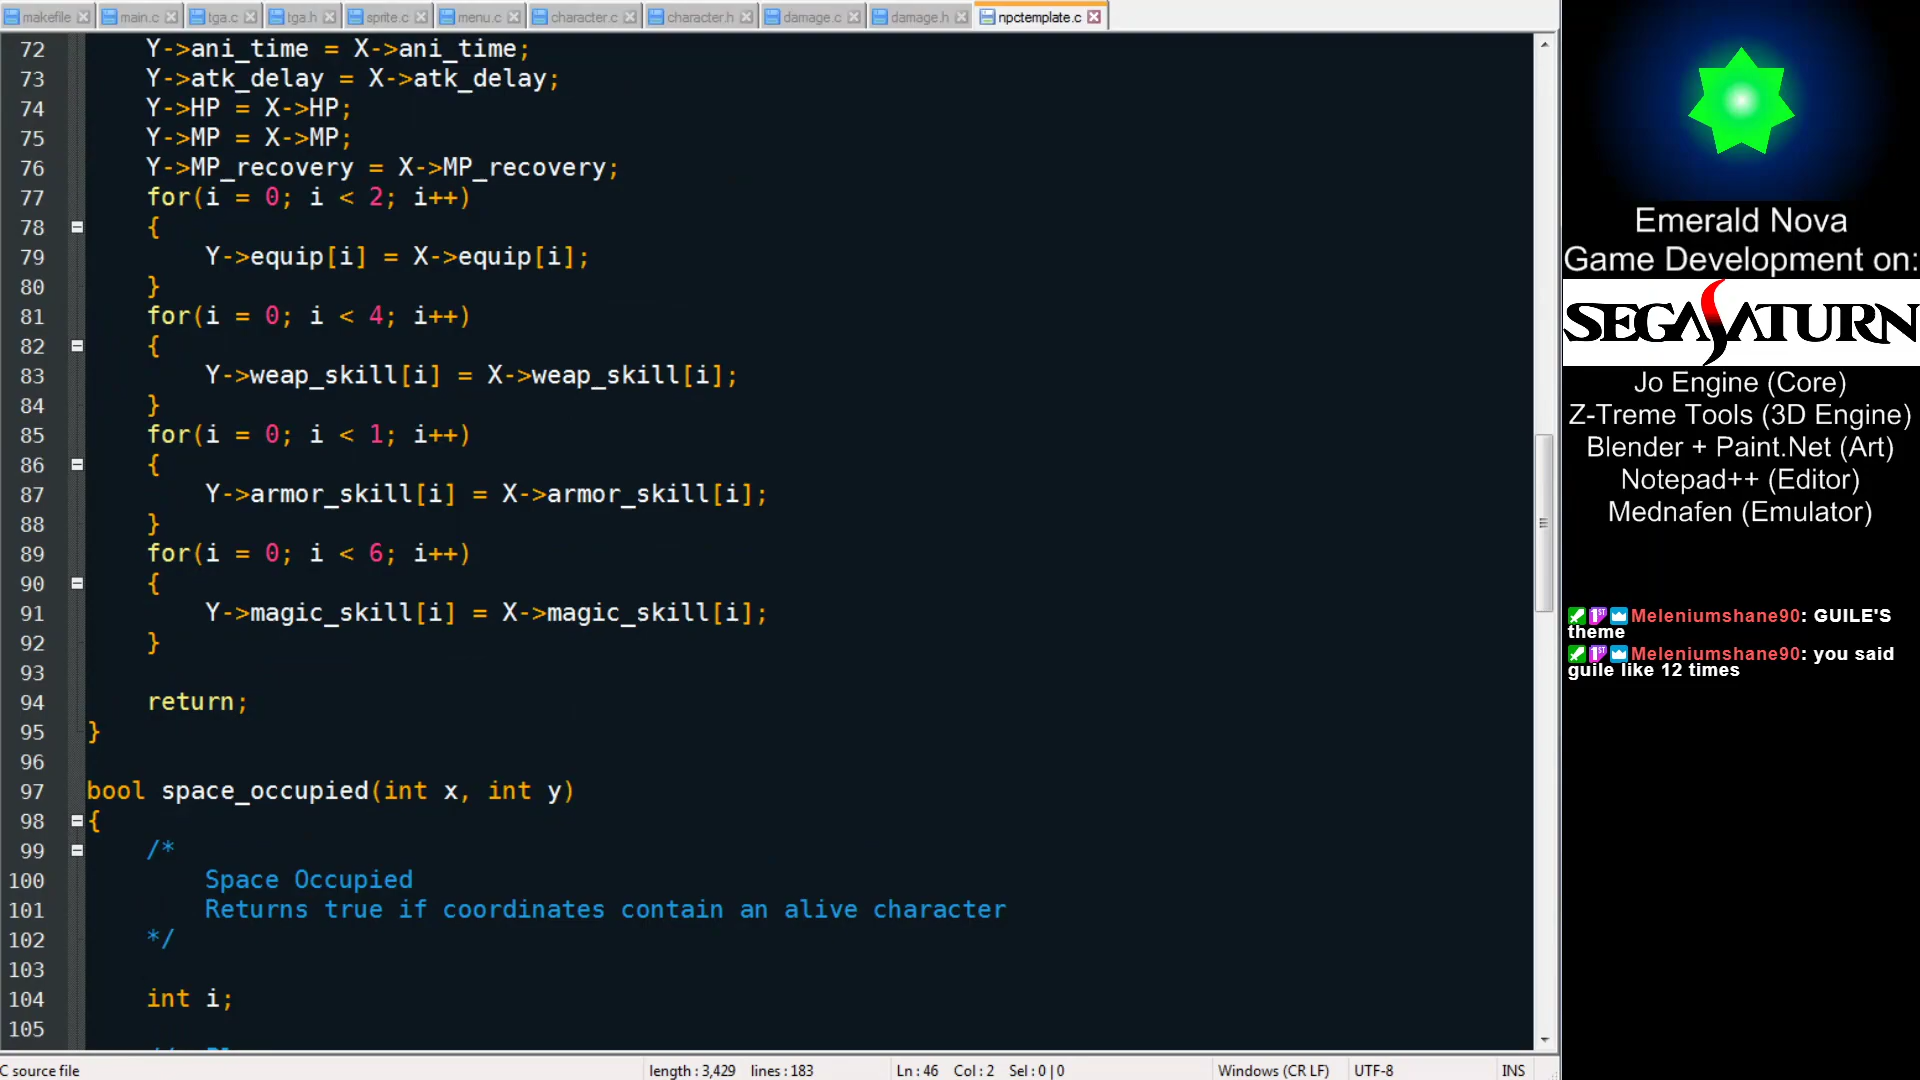 makefile main.c tga.c tga.h sprite.c menu.c character.c character.h damage.c damage.h npctemplate.c
72 Y->ani_time = X->ani_time;
73 Y->atk_delay = X->atk_delay;
74 Y->HP = X->HP;
75 Y->MP = X->MP;
76 Y->MP_recovery = X->MP_recovery;
77 for(i = 0; i < 2; i++)
78 {
79 Y->equip[i] = X->equip[i];
80 }
81 for(i = 0; i < 4; i++)
82 {
83 Y->weap_skill[i] = X->weap_skill[i];
84 }
85 for(i = 0; i < 1; i++)
86 {
87 Y->armor_skill[i] = X->armor_skill[i];
88 }
89 for(i = 0; i < 6; i++)
90 {
91 Y->magic_skill[i] = X->magic_skill[i];
92 }
93
94 return;
95 }
96
97 bool space_occupied(int x, int y)
98 {
99 /*
100 Space Occupied
101 Returns true if coordinates contain an alive character
102 */
103
104 int i;
105
C source file length : 3,429 lines : 183 Ln : 46 Col : 2 Sel : 0 | 0 Windows (CR LF) UTF-8 INS
Emerald Nova
Game Development on:
SEGA SATURN
Jo Engine (Core)
Z-Treme Tools (3D Engine)
Blender + Paint.Net (Art)
Notepad++ (Editor)
Mednafen (Emulator)
Meleniumshane90: GUILE'S
theme
Meleniumshane90: you said
guile like 12 times